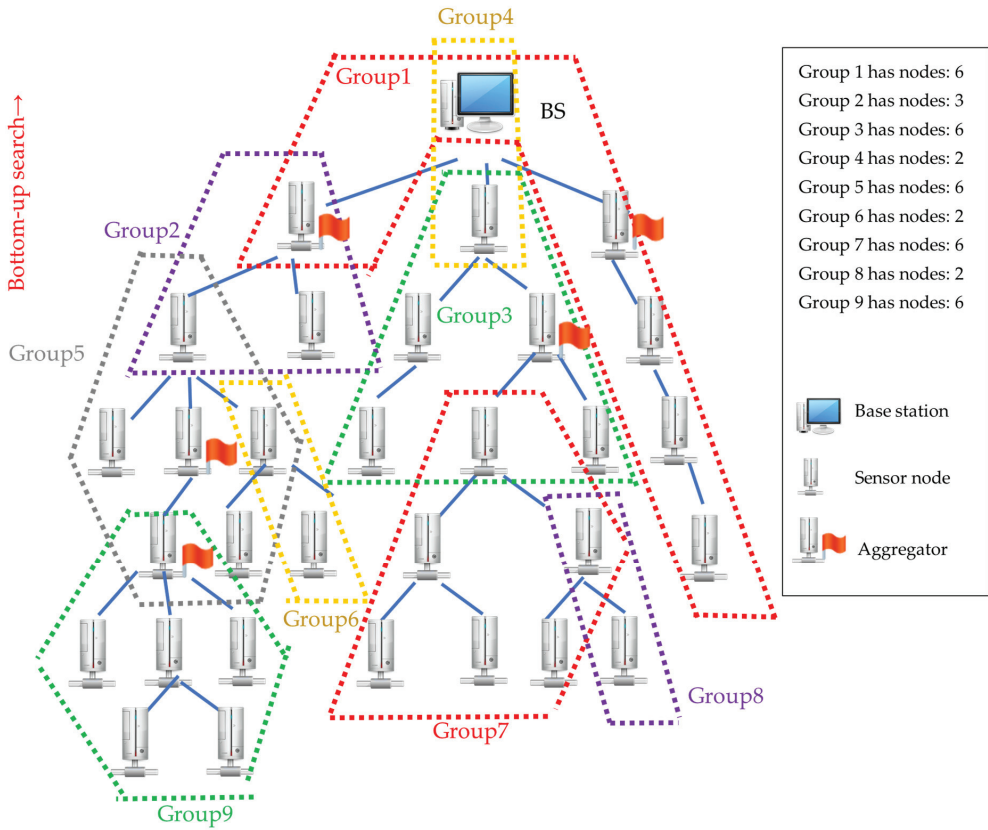 Group4
Group1
BS
Bottom-up search→
Group2
Group3
Group5
Group6
Group7
Group8
Group9
Group 1 has nodes: 6
Group 2 has nodes: 3
Group 3 has nodes: 6
Group 4 has nodes: 2
Group 5 has nodes: 6
Group 6 has nodes: 2
Group 7 has nodes: 6
Group 8 has nodes: 2
Group 9 has nodes: 6
Base station
Sensor node
Aggregator